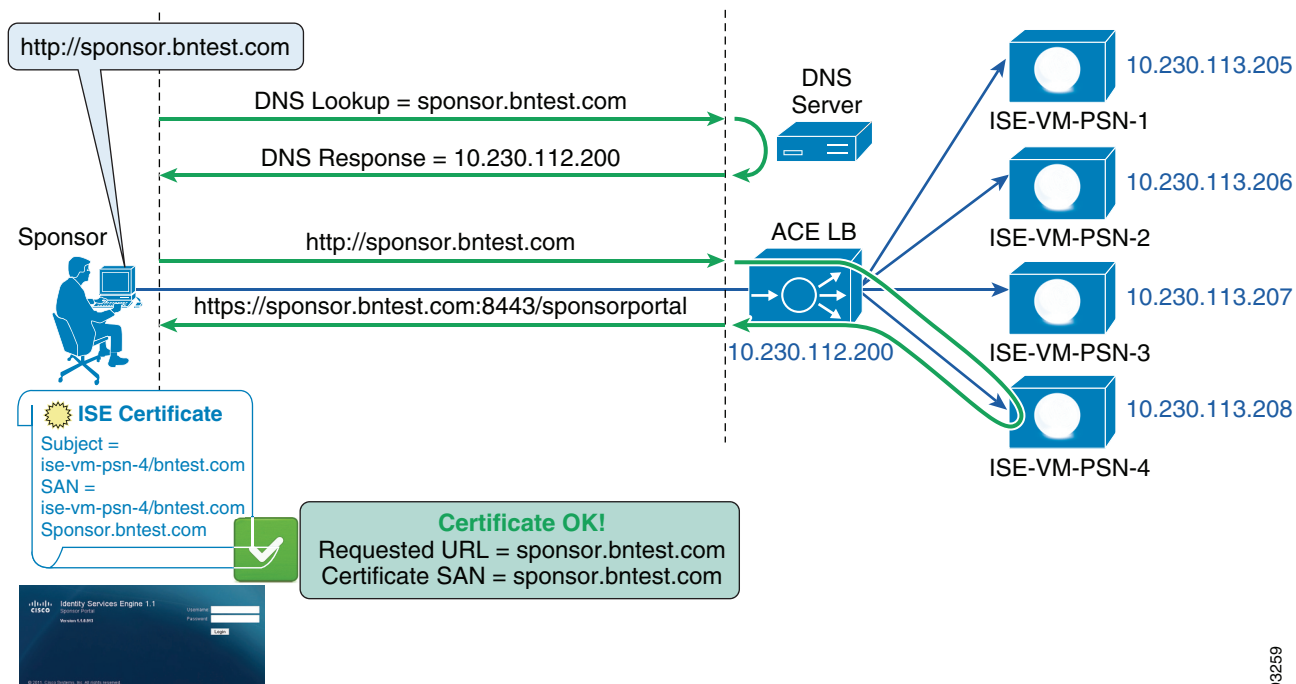 http://sponsor.bntest.com
DNS Lookup = sponsor.bntest.com
DNS Response = 10.230.112.200
DNS
Server
10.230.113.205
ISE-VM-PSN-1
10.230.113.206
ISE-VM-PSN-2
Sponsor
http://sponsor.bntest.com
ACE LB
https://sponsor.bntest.com:8443/sponsorportal
10.230.112.200
10.230.113.207
ISE-VM-PSN-3
10.230.113.208
ISE-VM-PSN-4
ISE Certificate
Subject =
ise-vm-psn-4/bntest.com
SAN =
ise-vm-psn-4/bntest.com
Sponsor.bntest.com
Certificate OK!
Requested URL = sponsor.bntest.com
Certificate SAN = sponsor.bntest.com
CISCO
Identity Services Engine 1.1
Sponsor Portal
Username
Password
Login